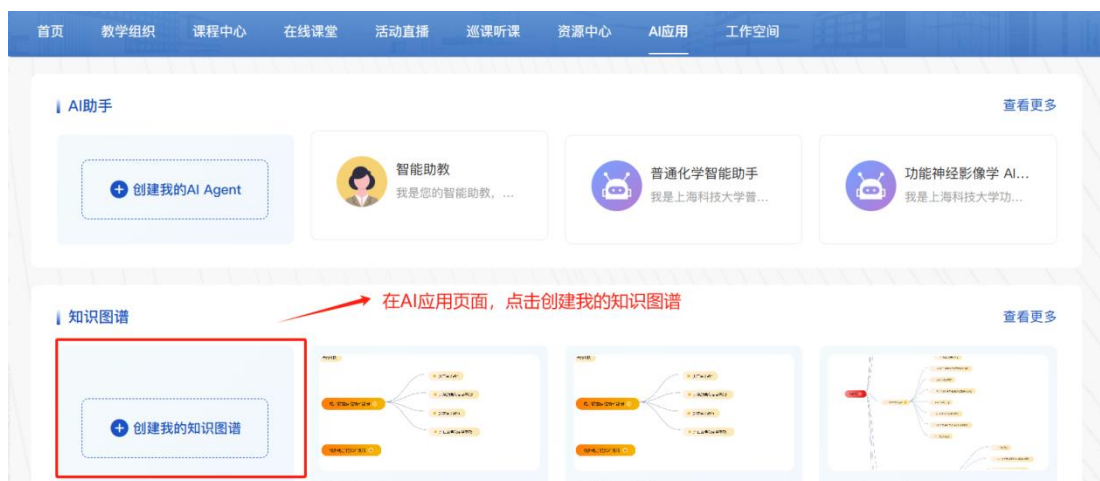 首页 教学组织 课程中心 在线课堂 活动直播 巡课听课 资源中心 AI应用 工作空间
AI助手 查看更多
创建我的AI Agent
智能助教
我是您的智能助教，...
普通化学智能助手
我是上海科技大学普...
功能神经影像学 AI...
我是上海科技大学功...
在AI应用页面，点击创建我的知识图谱
知识图谱 查看更多
创建我的知识图谱